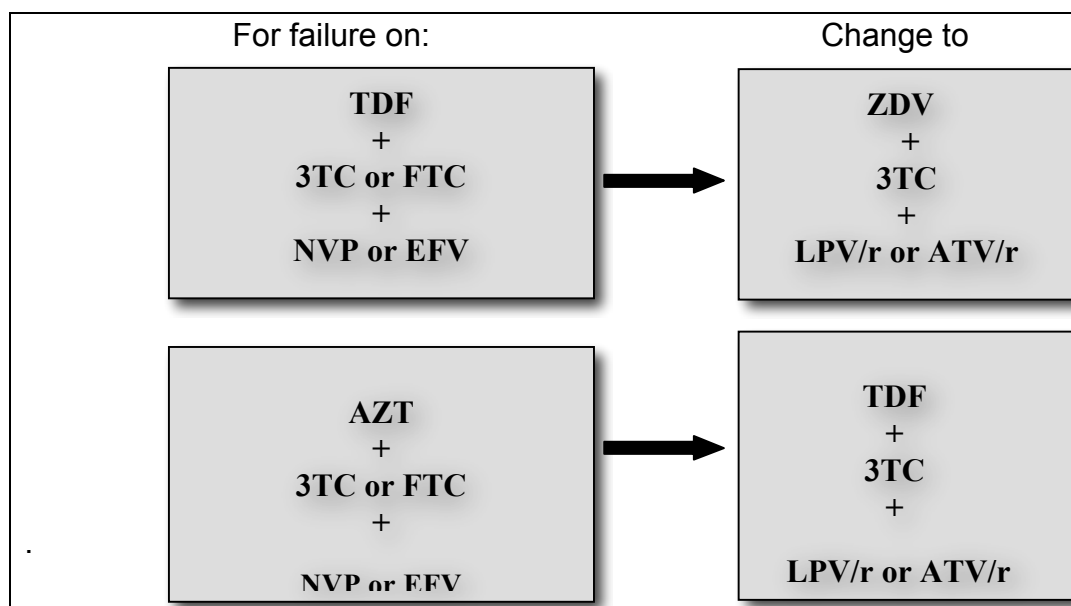 For failure on:
Change to
TDF
+
3TC or FTC
+
NVP or EFV
ZDV
+
3TC
+
LPV/r or ATV/r
AZT
+
3TC or FTC
+
NVP or EFV
TDF
+
3TC
+
LPV/r or ATV/r
.